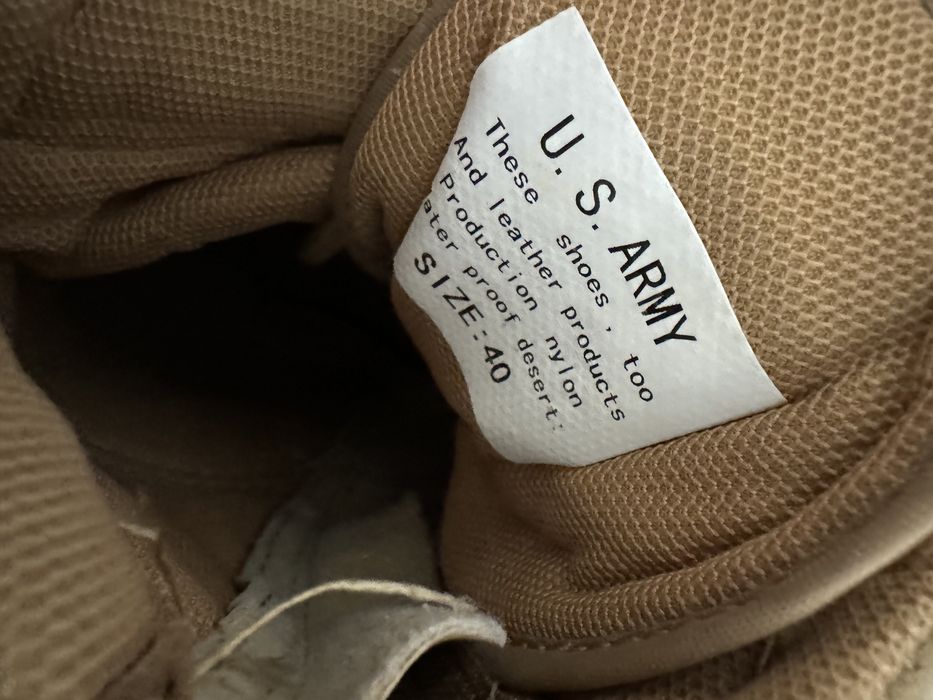 U. S. ARMY
These shoes , too
And leather products
Production nylon
ater proof desert:
SIZE:40